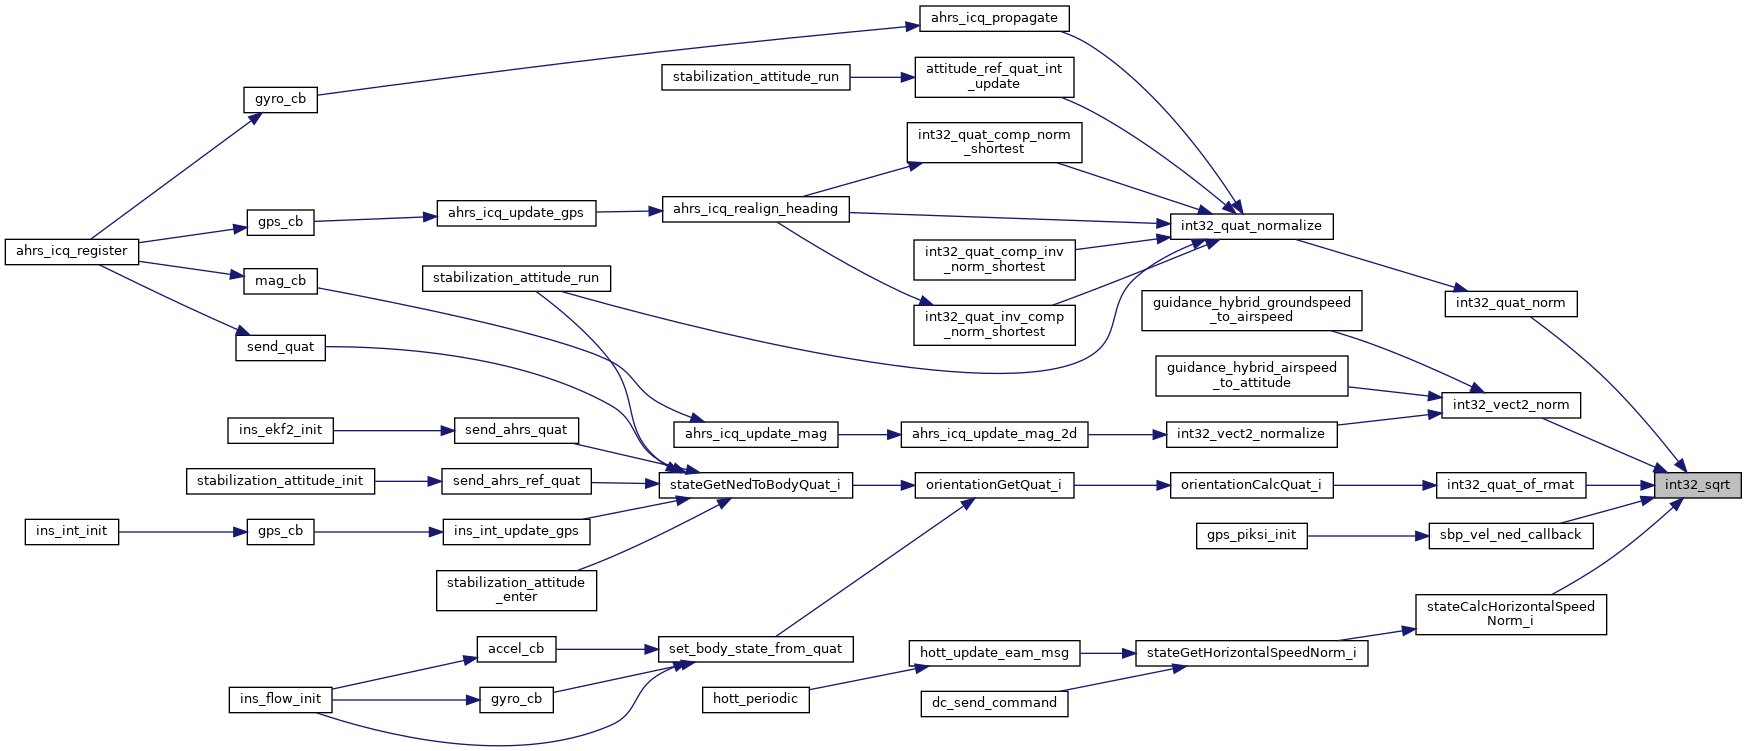 ahrs_icq_propagate
stabilization_attitude_run
attitude_ref_quat_int
_update
gyro_cb
int32_quat_comp_norm
_shortest
ahrs_icq_realign_heading
ahrs_icq_update_gps
gps_cb
int32_quat_normalize
ahrs_icq_register
int32_quat_comp_inv
_norm_shortest
stabilization_attitude_run
mag_cb
int32_quat_inv_comp
_norm_shortest
guidance_hybrid_groundspeed
_to_airspeed
int32_quat_norm
send_quat
guidance_hybrid_airspeed
_to_attitude
int32_vect2_norm
ins_ekf2_init
send_ahrs_quat
ahrs_icq_update_mag
ahrs_icq_update_mag_2d
int32_vect2_normalize
stabilization_attitude_init
send_ahrs_ref_quat
stateGetNedToBodyQuat_i
orientationGetQuat_i
orientationCalcQuat_i
int32_quat_of_rmat
int32_sqrt
ins_int_init
gps_cb
ins_int_update_gps
gps_piksi_init
sbp_vel_ned_callback
stabilization_attitude
_enter
stateCalcHorizontalSpeed
Norm_i
accel_cb
set_body_state_from_quat
hott_update_eam_msg
stateGetHorizontalSpeedNorm_i
ins_flow_init
gyro_cb
hott_periodic
dc_send_command